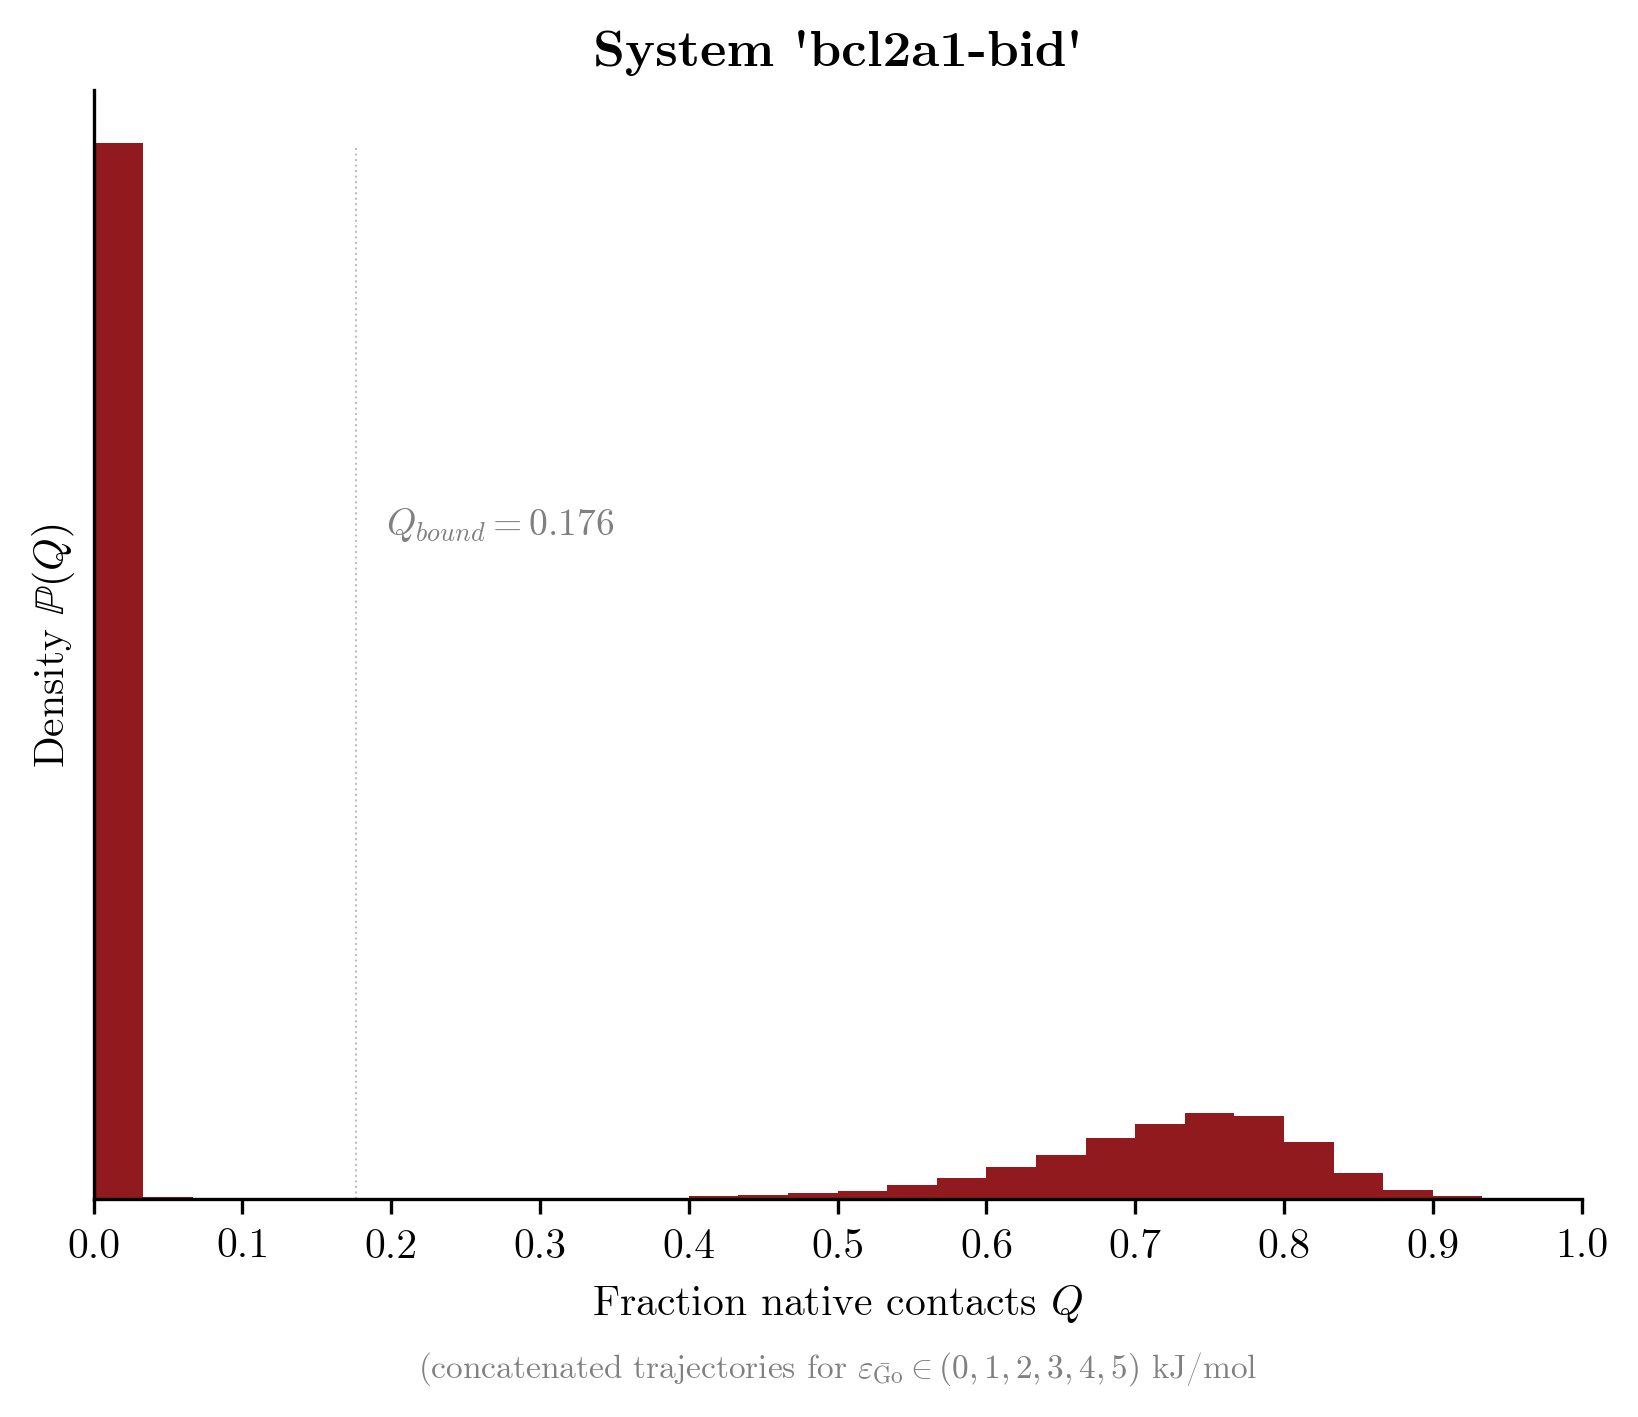 System 'bcl2a1-bid'
Density ℙ(Q)
Q_bound = 0.176
0.0 0.1 0.2 0.3 0.4 0.5 0.6 0.7 0.8 0.9 1.0
Fraction native contacts Q
(concatenated trajectories for ε_Ḡo ∈ (0, 1, 2, 3, 4, 5) kJ/mol